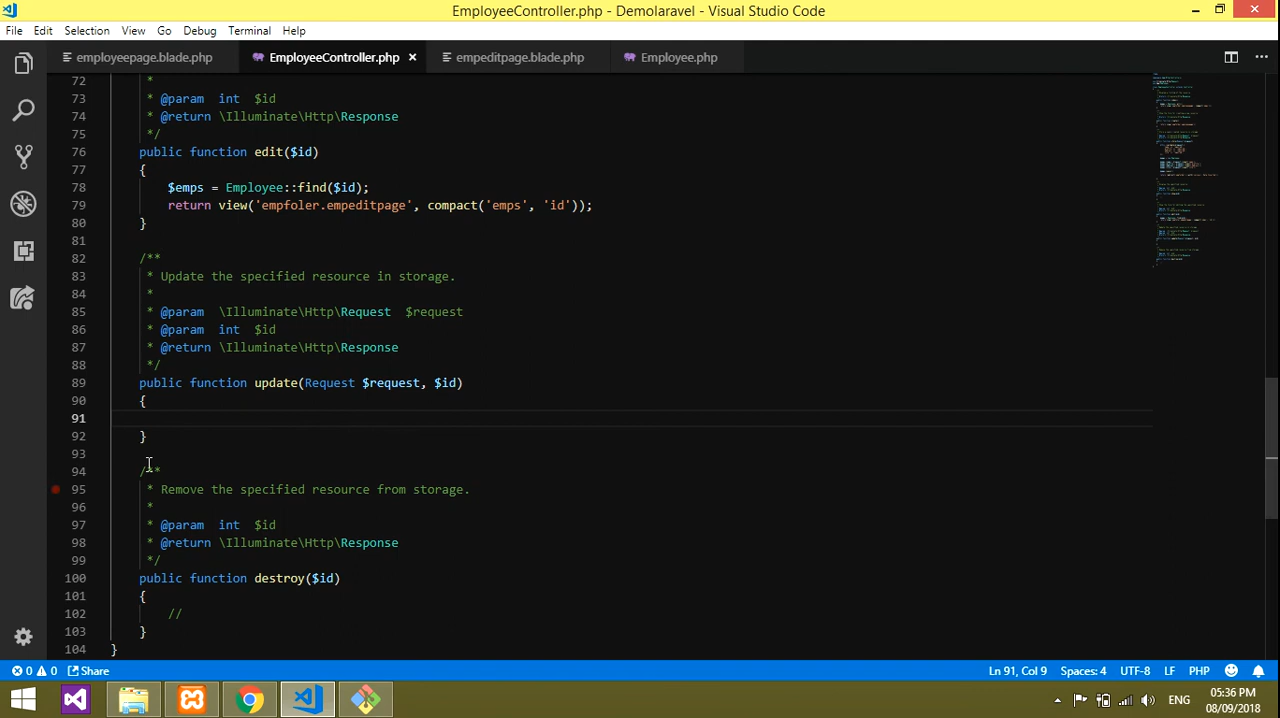 EmployeeController.php - Demolaravel - Visual Studio Code
File Edit Selection View Go Debug Terminal Help
employeepage.blade.php EmployeeController.php × empeditpage.blade.php Employee.php
72 *
73 * @param int $id
74 * @return \Illuminate\Http\Response
75 */
76 public function edit($id)
77 {
78 $emps = Employee::find($id);
79 return view('empview.empeditpage', compact('emps', 'id'));
80 }
81
82 /**
83 * Update the specified resource in storage.
84 *
85 * @param \Illuminate\Http\Request $request
86 * @param int $id
87 * @return \Illuminate\Http\Response
88 */
89 public function update(Request $request, $id)
90 {
91
92 }
93
94 /**
95 * Remove the specified resource from storage.
96 *
97 * @param int $id
98 * @return \Illuminate\Http\Response
99 */
100 public function destroy($id)
101 {
102 //
103 }
104 }
0 0 Share Ln 91, Col 9 Spaces: 4 UTF-8 LF PHP
ENG 05:36 PM
08/09/2018